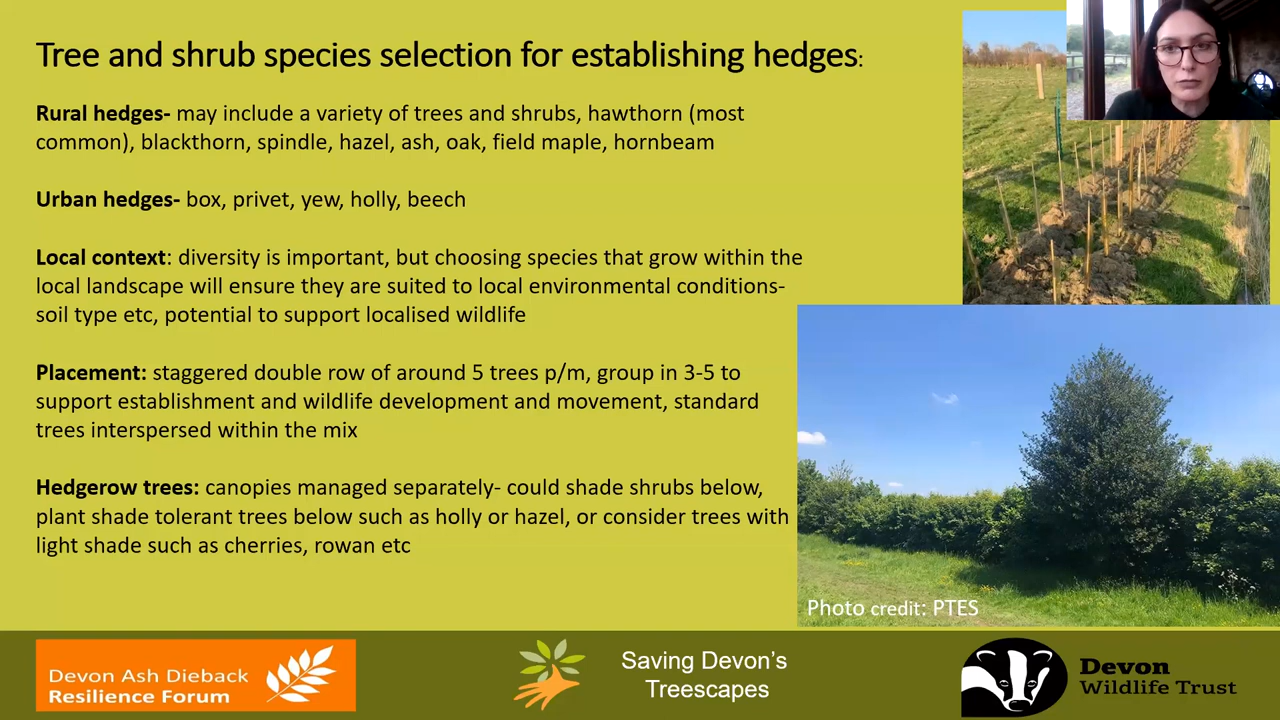 Tree and shrub species selection for establishing hedges:
Rural hedges- may include a variety of trees and shrubs, hawthorn (most
common), blackthorn, spindle, hazel, ash, oak, field maple, hornbeam
Urban hedges- box, privet, yew, holly, beech
Local context: diversity is important, but choosing species that grow within the
local landscape will ensure they are suited to local environmental conditions-
soil type etc, potential to support localised wildlife
Placement: staggered double row of around 5 trees p/m, group in 3-5 to
support establishment and wildlife development and movement, standard
trees interspersed within the mix
Hedgerow trees: canopies managed separately- could shade shrubs below,
plant shade tolerant trees below such as holly or hazel, or consider trees with
light shade such as cherries, rowan etc
Photo credit: PTES
Devon Ash Dieback
Resilience Forum
Saving Devon's
Treescapes
Devon
Wildlife Trust